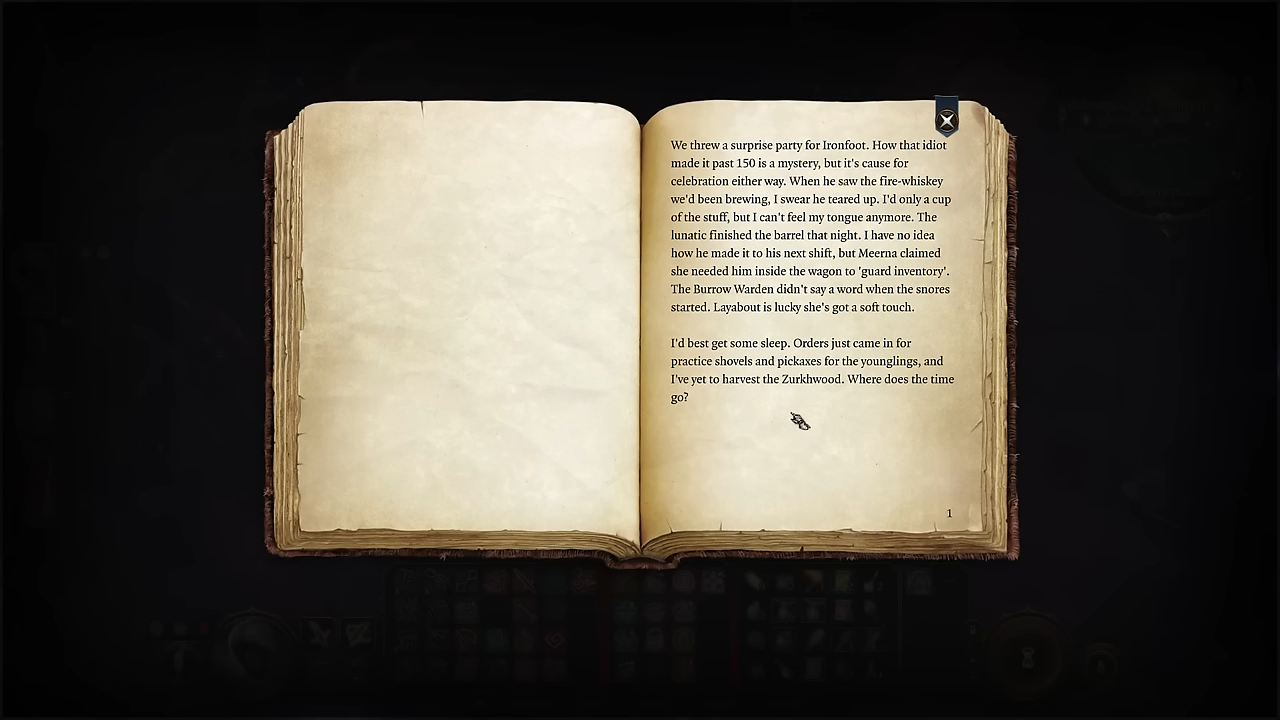 We threw a surprise party for Ironfoot. How that idiot
made it past 150 is a mystery, but it's cause for
celebration either way. When he saw the fire-whiskey
we'd been brewing, I swear he teared up. I'd only a cup
of the stuff, but I can't feel my tongue anymore. The
lunatic finished the barrel that night. I have no idea
how he made it to his next shift, but Meerna claimed
she needed him inside the wagon to 'guard inventory'.
The Burrow Warden didn't say a word when the snores
started. Layabout is lucky she's got a soft touch.
I'd best get some sleep. Orders just came in for
practice shovels and pickaxes for the younglings, and
I've yet to harvest the Zurkhwood. Where does the time
go?
1